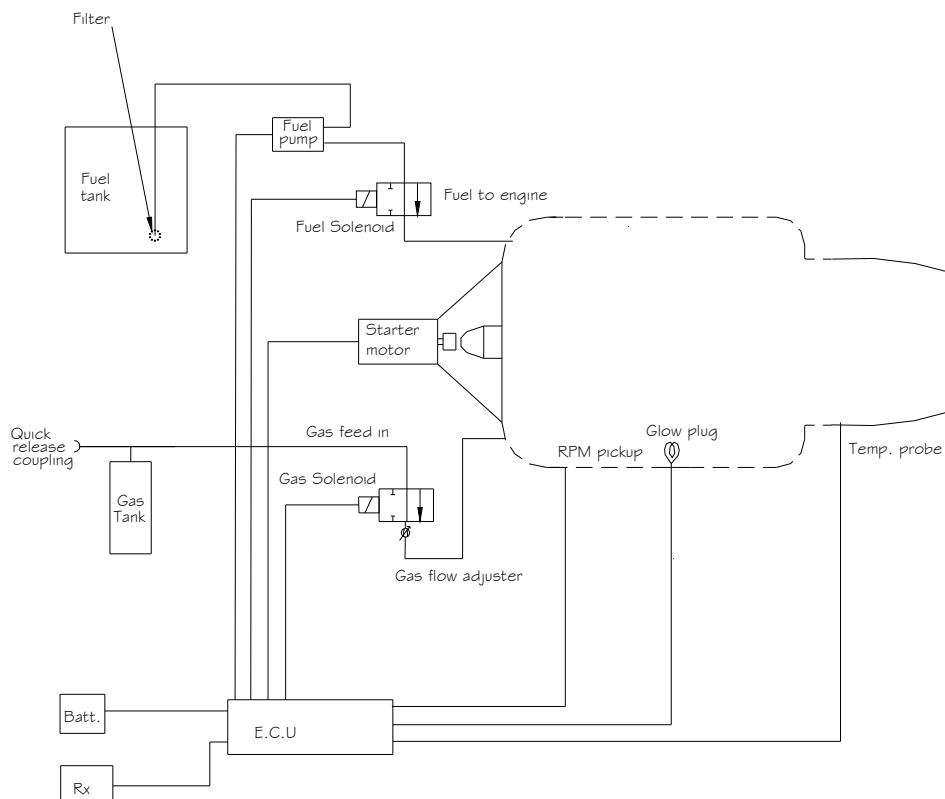 Filter
Fuel
pump
Fuel
tank
Fuel to engine
Fuel Solenoid
Starter
motor
Quick
release
coupling
Gas feed in
Glow plug
RPM pickup
Temp. probe
Gas Solenoid
Gas
Tank
Gas flow adjuster
Batt.
E.C.U
Rx